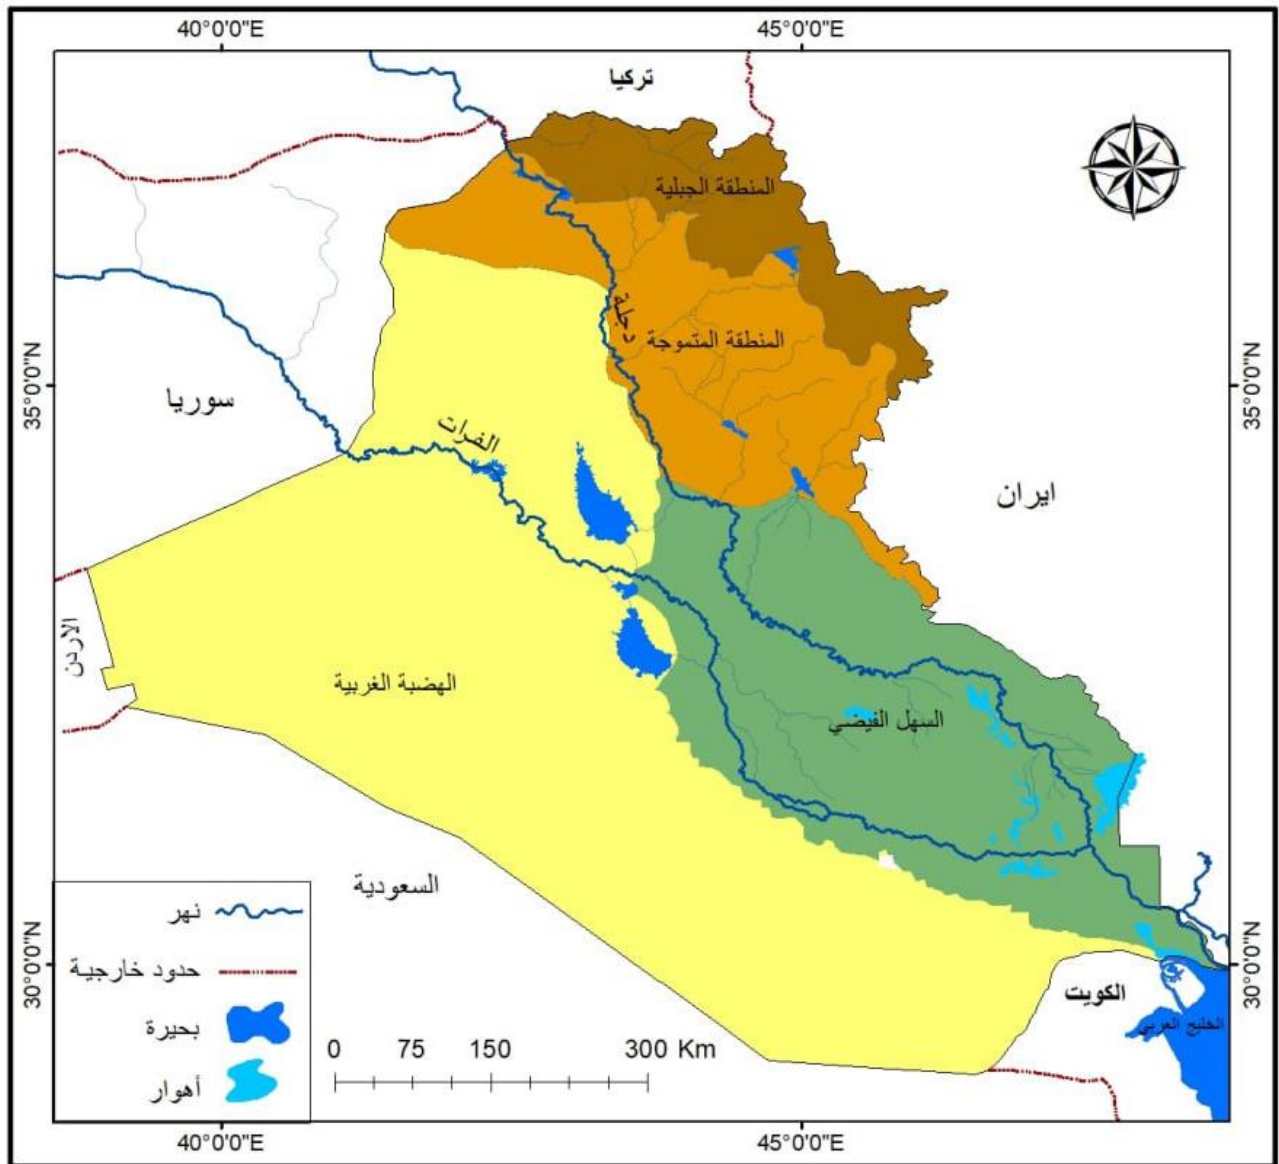 40°0'0"E
45°0'0"E
تركيا
المنطقة الجبلية
دجلة
المنطقة المتموجة
35°0'0"N
35°0'0"N
سوريا
الفرات
ايران
الاردن
الهضبة الغربية
السهل الفيضي
السعودية
نهر
حدود خارجية
بحيرة
أهوار
0 75 150 300 Km
30°0'0"N
30°0'0"N
الكويت
الخليج العربي
40°0'0"E
45°0'0"E